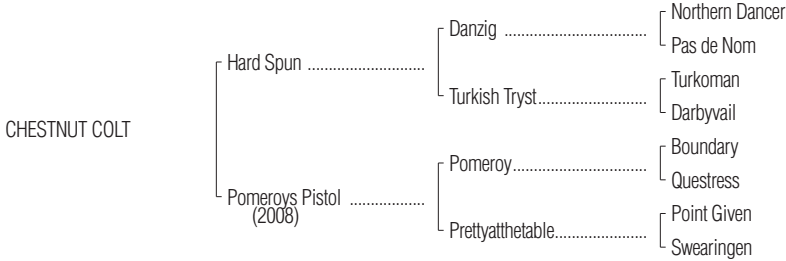 Northern Dancer
Danzig ..................................
Pas de Nom
Hard Spun ............................
Turkoman
Turkish Tryst..........................
Darbyvail
CHESTNUT COLT
Boundary
Pomeroy................................
Questress
Pomeroys Pistol ..................
(2008)
Point Given
Prettyatthetable......................
Swearingen